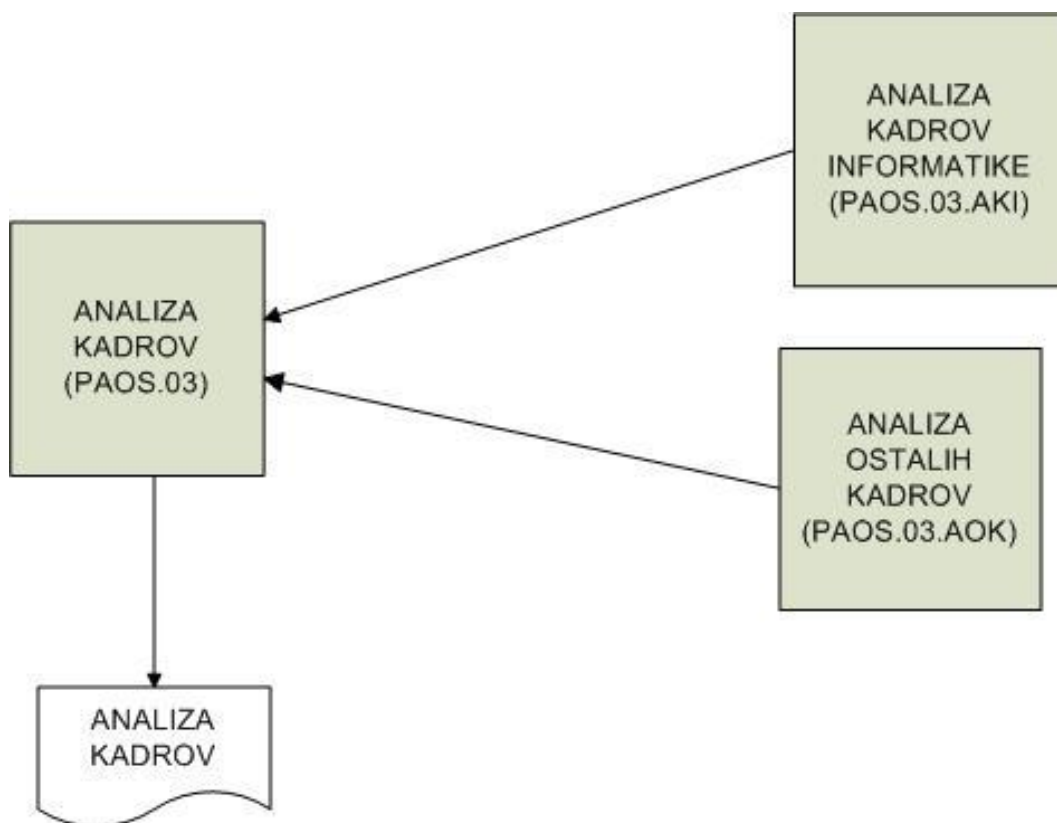 ANALIZA
KADROV
INFORMATIKE
(PAOS.03.AKI)
ANALIZA
KADROV
(PAOS.03)
ANALIZA
OSTALIH
KADROV
(PAOS.03.AOK)
ANALIZA
KADROV